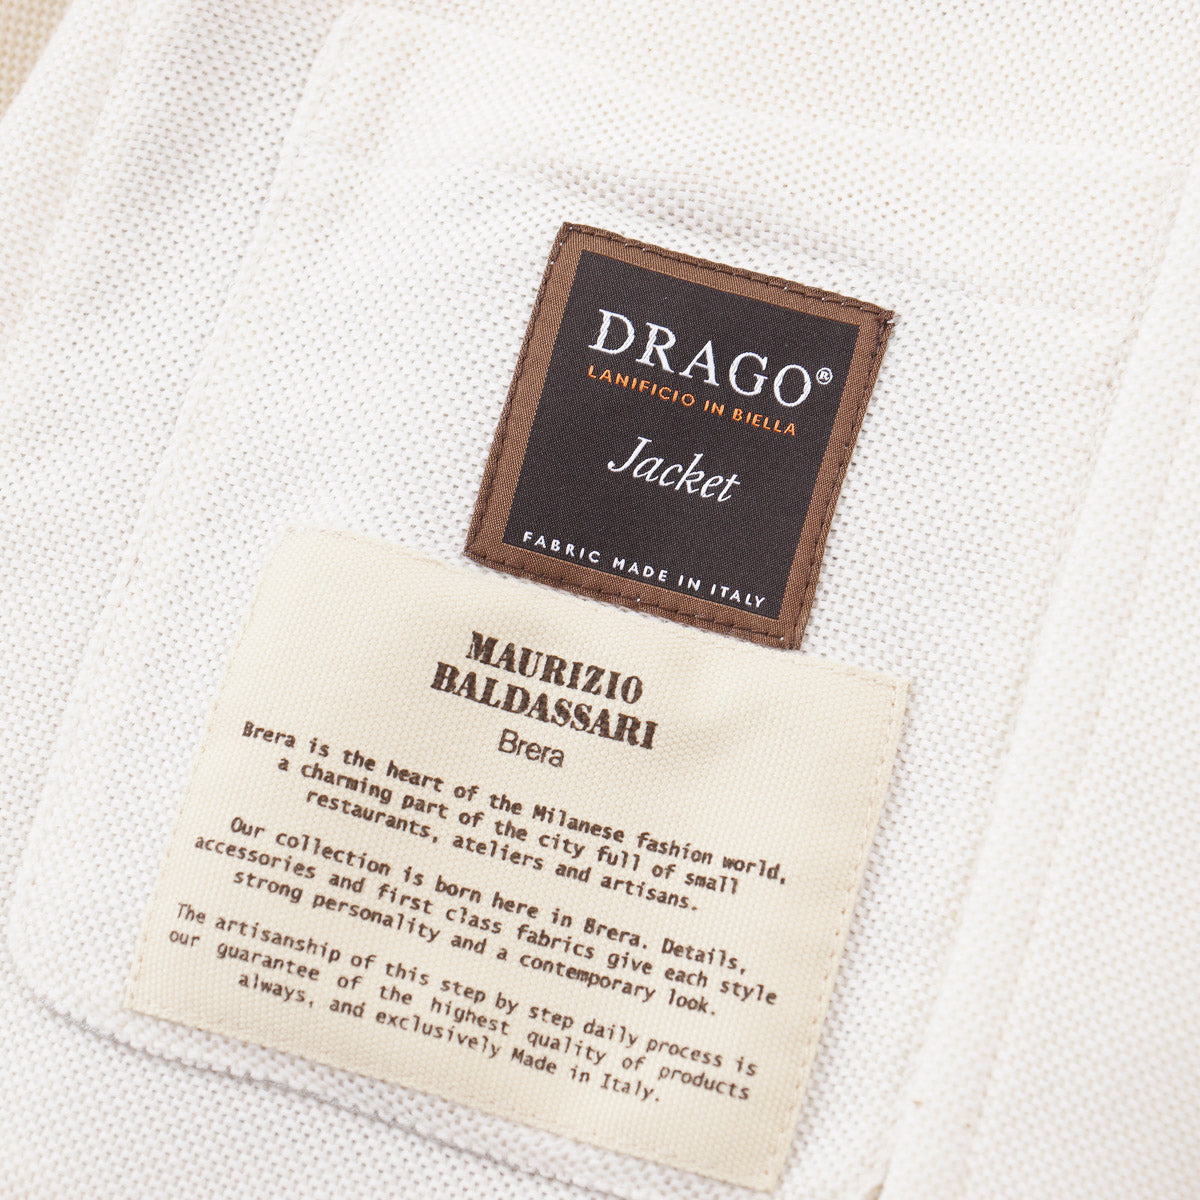 DRAGO®
LANIFICIO IN BIELLA
Jacket
FABRIC MADE IN ITALY
MAURIZIO
BALDASSARI
Brera
Brera is the heart of the Milanese fashion world,
a charming part of the city full of small
restaurants, ateliers and artisans.
Our collection is born here in Brera. Details,
accessories and first class fabrics give each style
strong personality and a contemporary look.
The artisanship of this step by step daily process is
our guarantee of the highest quality of products
always, and exclusively Made in Italy.